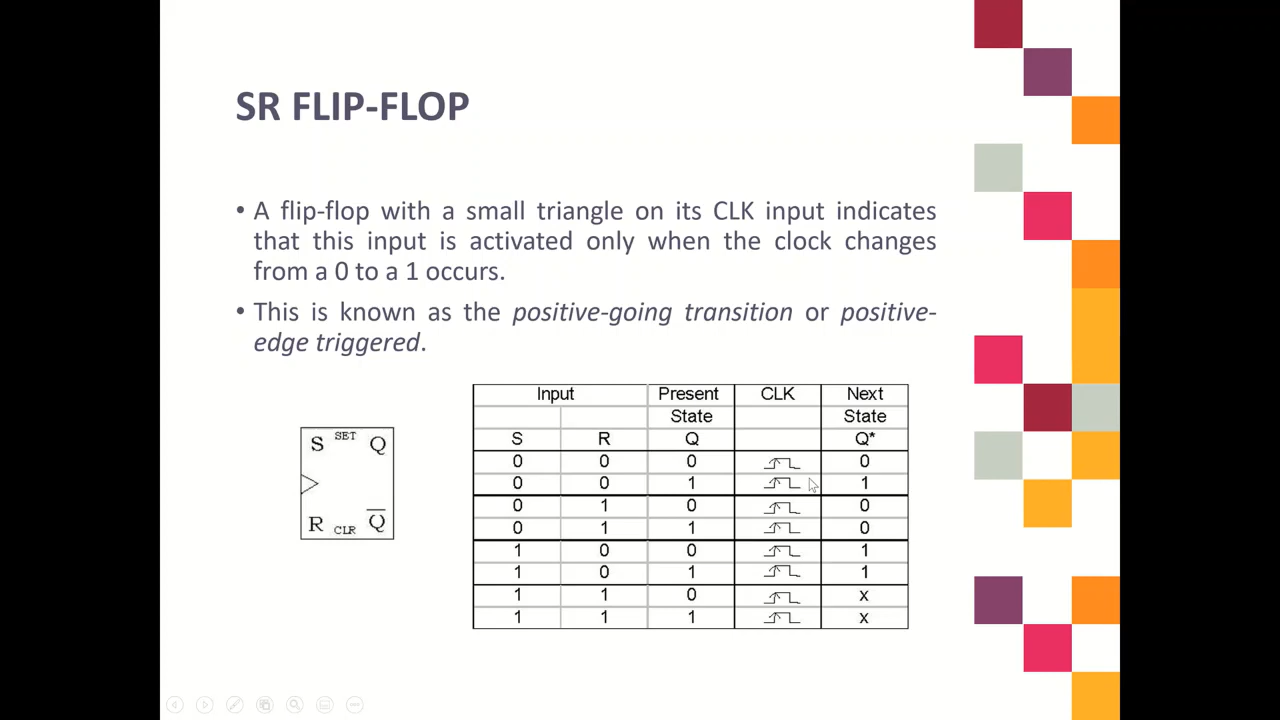 SR FLIP-FLOP
• A flip-flop with a small triangle on its CLK input indicates
that this input is activated only when the clock changes
from a 0 to a 1 occurs.
• This is known as the positive-going transition or positive-
edge triggered.
S SET Q
R CLR Q̅
Input Present CLK Next
State State
S R Q Q*
0 0 0 0
0 0 1 1
0 1 0 0
0 1 1 0
1 0 0 1
1 0 1 1
1 1 0 x
1 1 1 x